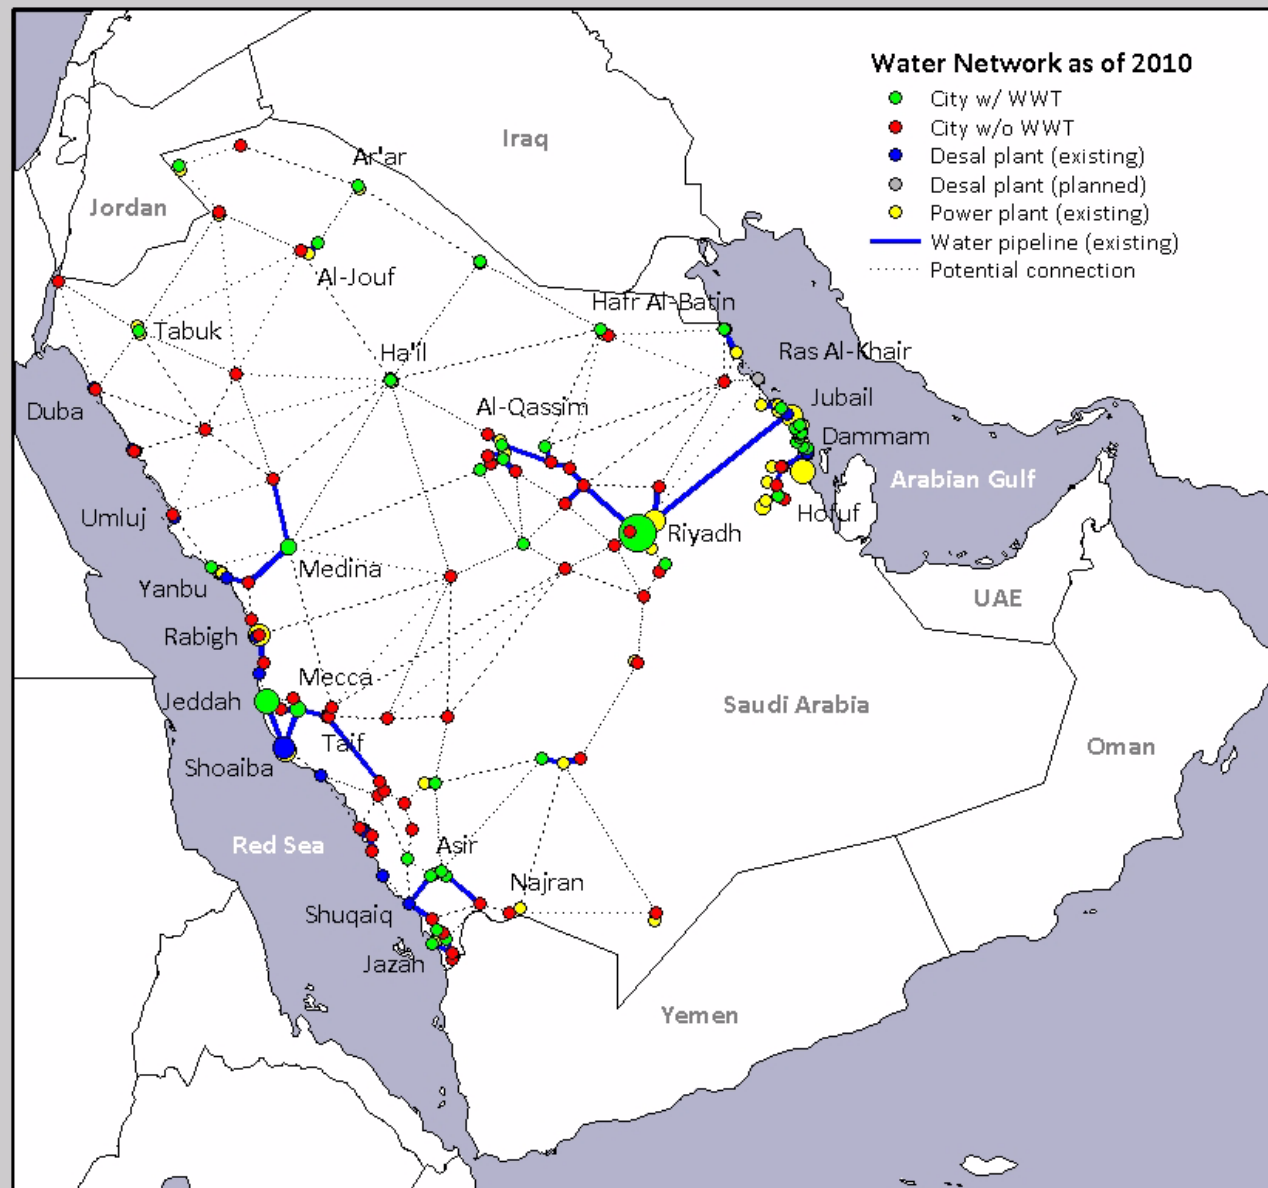 Water Network as of 2010
City w/ WWT
City w/o WWT
Desal plant (existing)
Desal plant (planned)
Power plant (existing)
Water pipeline (existing)
Potential connection
Iraq
Ar'ar
Jordan
Al-Jouf
Hafr Al-Batin
Tabuk
Ha'il
Ras Al-Khair
Duba
Al-Qassim
Jubail
Dammam
Arabian Gulf
Umluj
Hofuf
Riyadh
Medina
Yanbu
UAE
Rabigh
Mecca
Jeddah
Saudi Arabia
Taif
Oman
Shoaiba
Red Sea
Asir
Najran
Shuqaiq
Jazan
Yemen